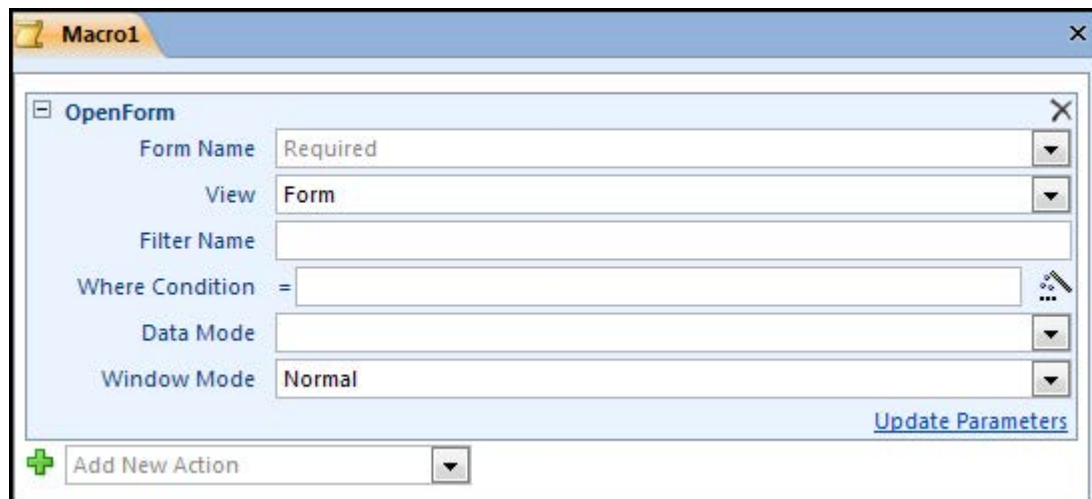 Macro1
OpenForm
Form Name Required
View Form
Filter Name
Where Condition =
Data Mode
Window Mode Normal
Update Parameters
Add New Action